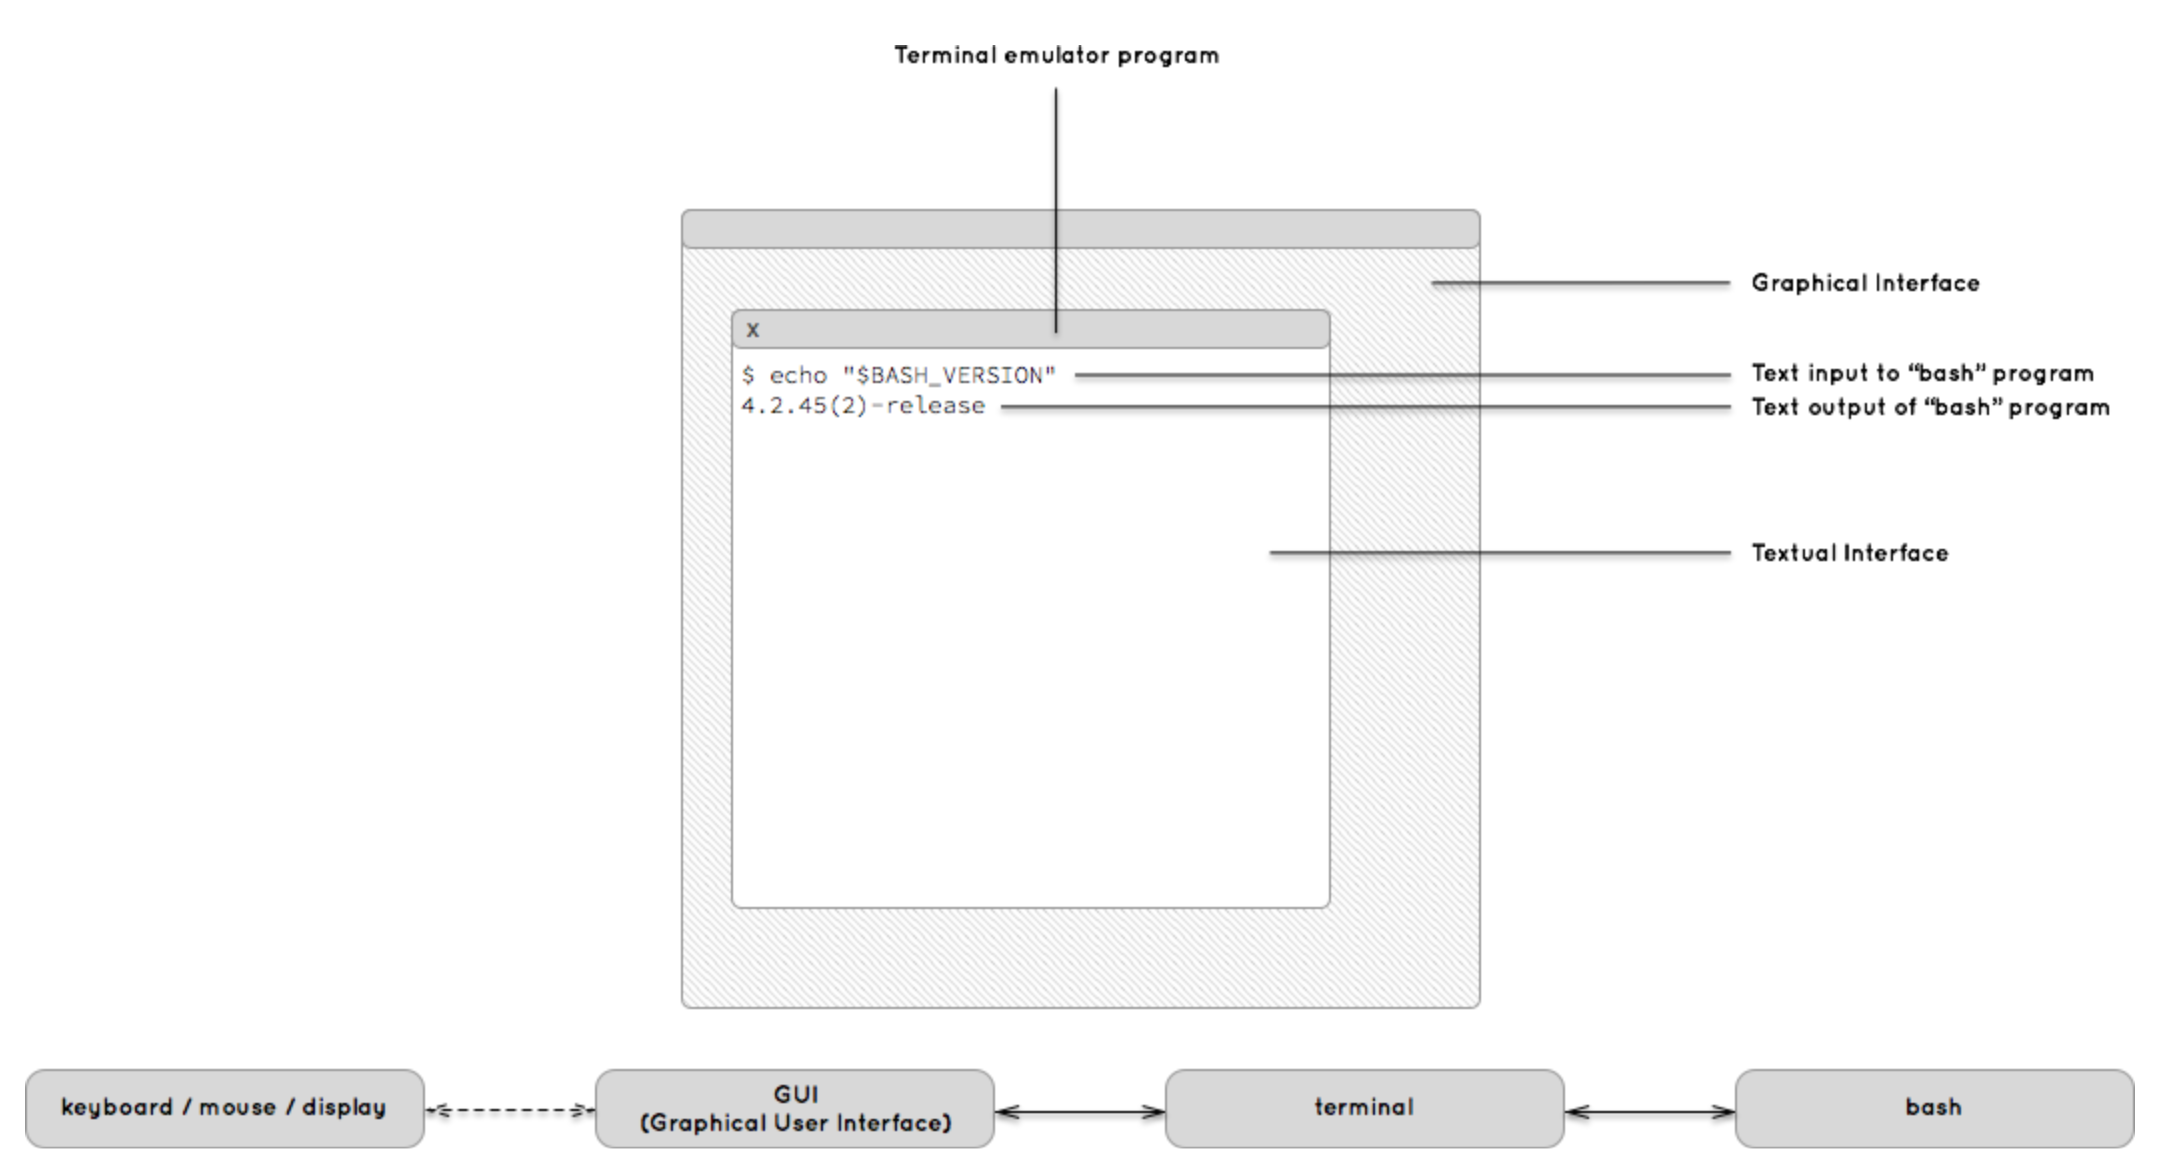 Terminal emulator program
Graphical Interface
X
$ echo "$BASH_VERSION"
Text input to “bash” program
4.2.45(2)-release
Text output of “bash” program
Textual Interface
keyboard / mouse / display
GUI
(Graphical User Interface)
terminal
bash